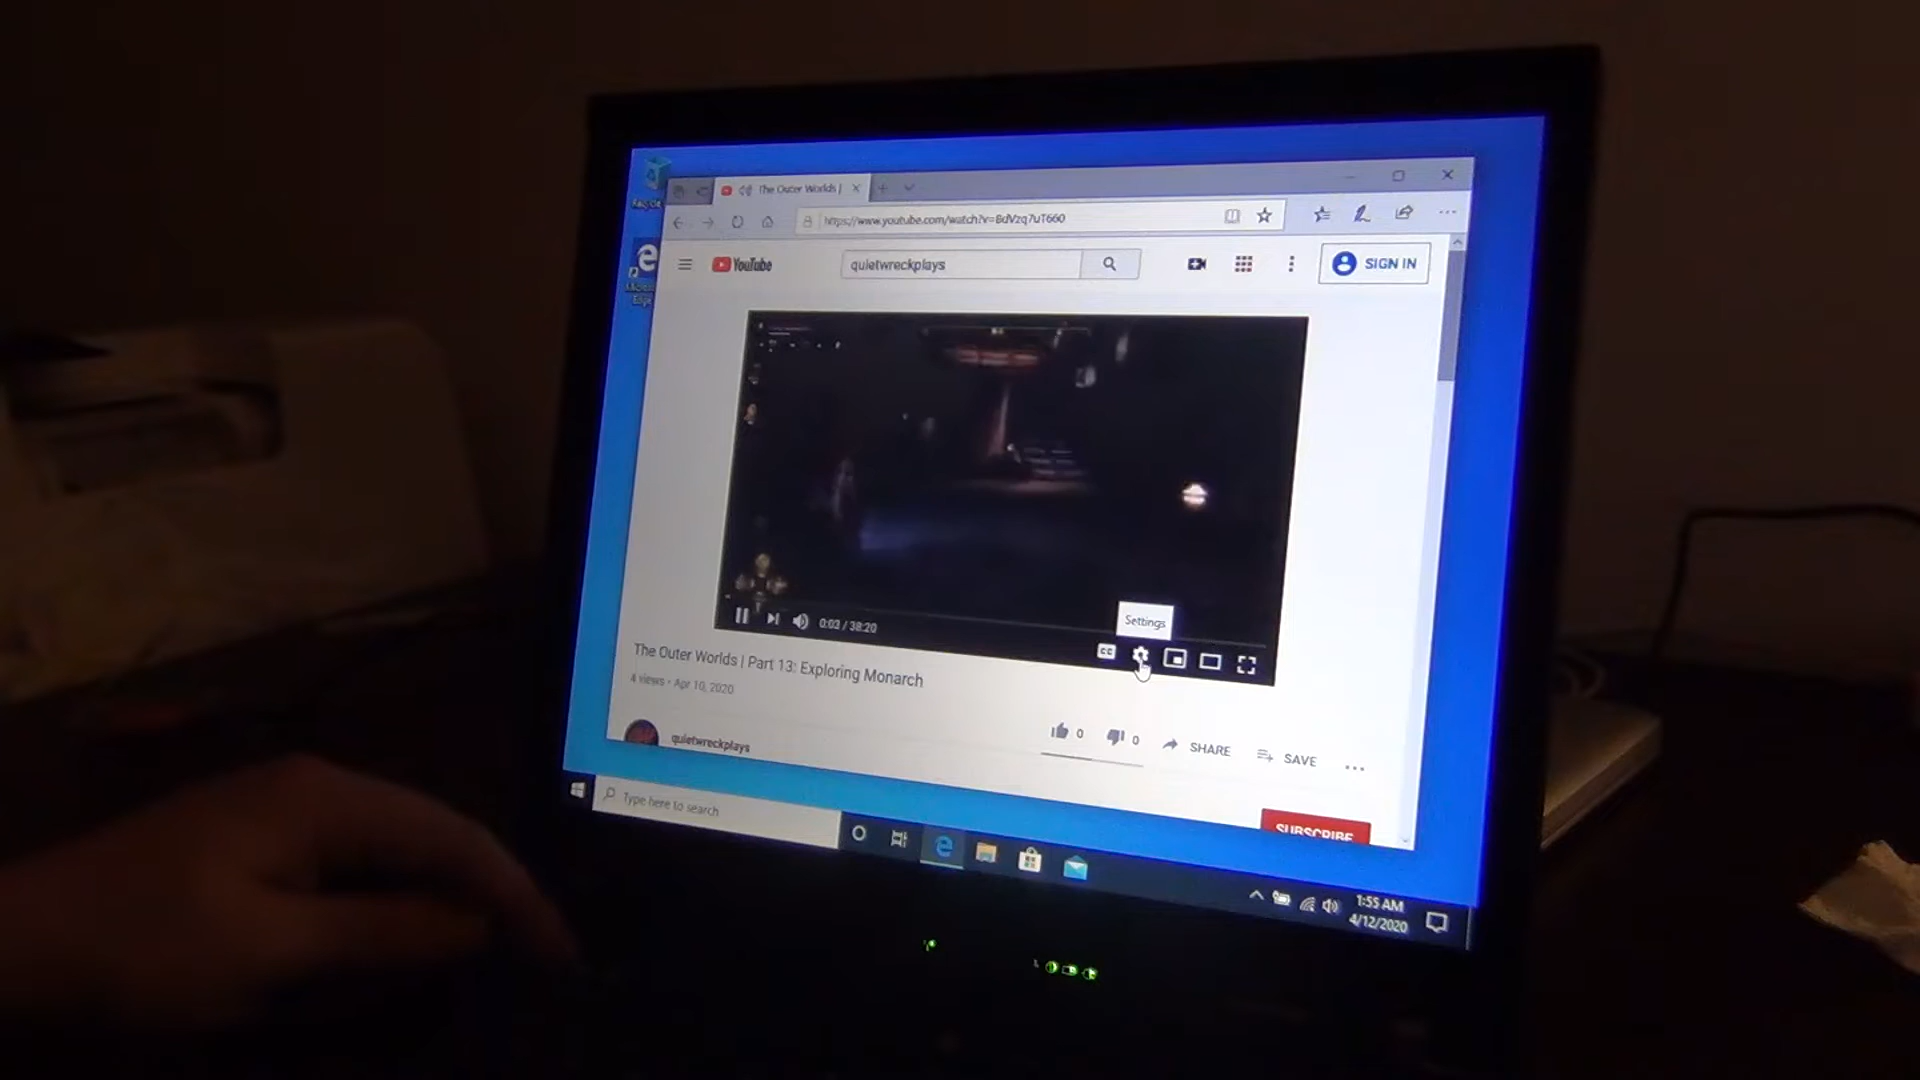 The Outer Worlds |
https://www.youtube.com/watch?v=BdVzq7uT660
YouTube
quietwreckplays
SIGN IN
Edge
Settings
0:02 / 38:20
CC
The Outer Worlds | Part 13: Exploring Monarch
4 views • Apr 10, 2020
0
0
SHARE
SAVE
quietwreckplays
SUBSCRIBE
Type here to search
1:55 AM
4/12/2020